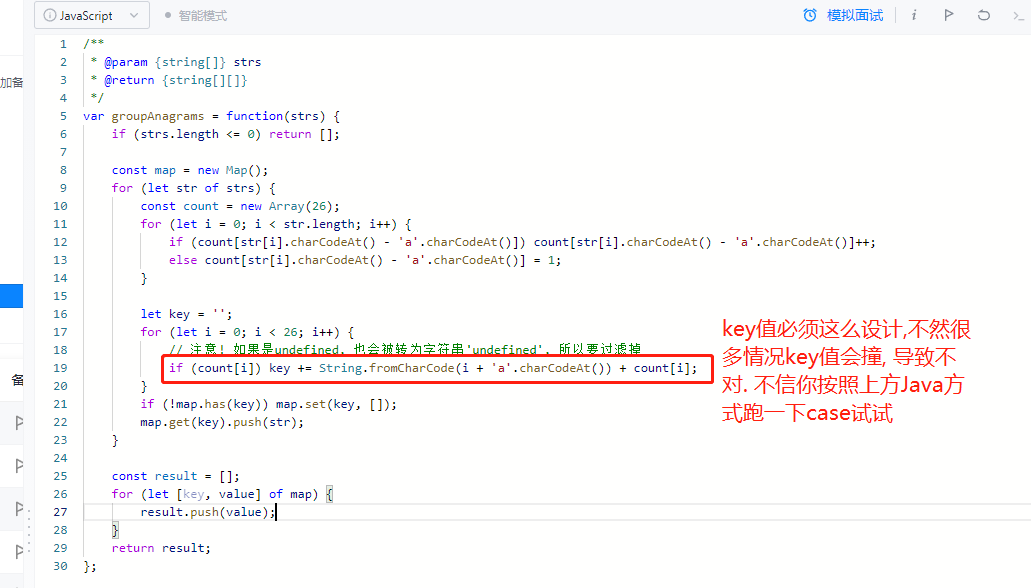 JavaScript
智能模式
模拟面试
加备
备
1 /**
2  * @param {string[]} strs
3  * @return {string[][]}
4  */
5 var groupAnagrams = function(strs) {
6     if (strs.length <= 0) return [];
7
8     const map = new Map();
9     for (let str of strs) {
10         const count = new Array(26);
11         for (let i = 0; i < str.length; i++) {
12             if (count[str[i].charCodeAt() - 'a'.charCodeAt()]) count[str[i].charCodeAt() - 'a'.charCodeAt()]++;
13             else count[str[i].charCodeAt() - 'a'.charCodeAt()] = 1;
14         }
15
16         let key = '';
17         for (let i = 0; i < 26; i++) {
18             // 注意! 如果是undefined, 也会被转为字符串'undefined', 所以要过滤掉
19             if (count[i]) key += String.fromCharCode(i + 'a'.charCodeAt()) + count[i];
20         }
21         if (!map.has(key)) map.set(key, []);
22         map.get(key).push(str);
23     }
24
25     const result = [];
26     for (let [key, value] of map) {
27         result.push(value);
28     }
29     return result;
30 };
key值必须这么设计,不然很
多情况key值会撞, 导致不
对. 不信你按照上方Java方
式跑一下case试试